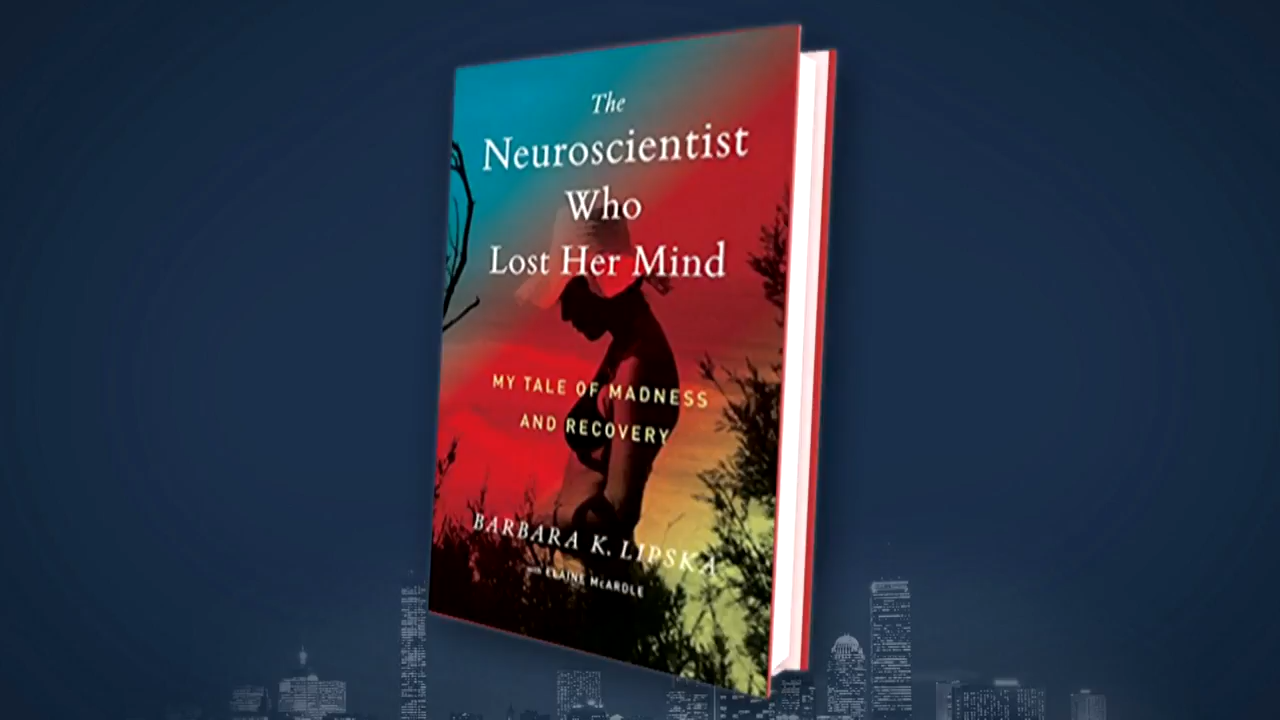 The
Neuroscientist
Who
Lost Her Mind
MY TALE OF MADNESS
AND RECOVERY
BARBARA K. LIPSKA
with ELAINE McARDLE